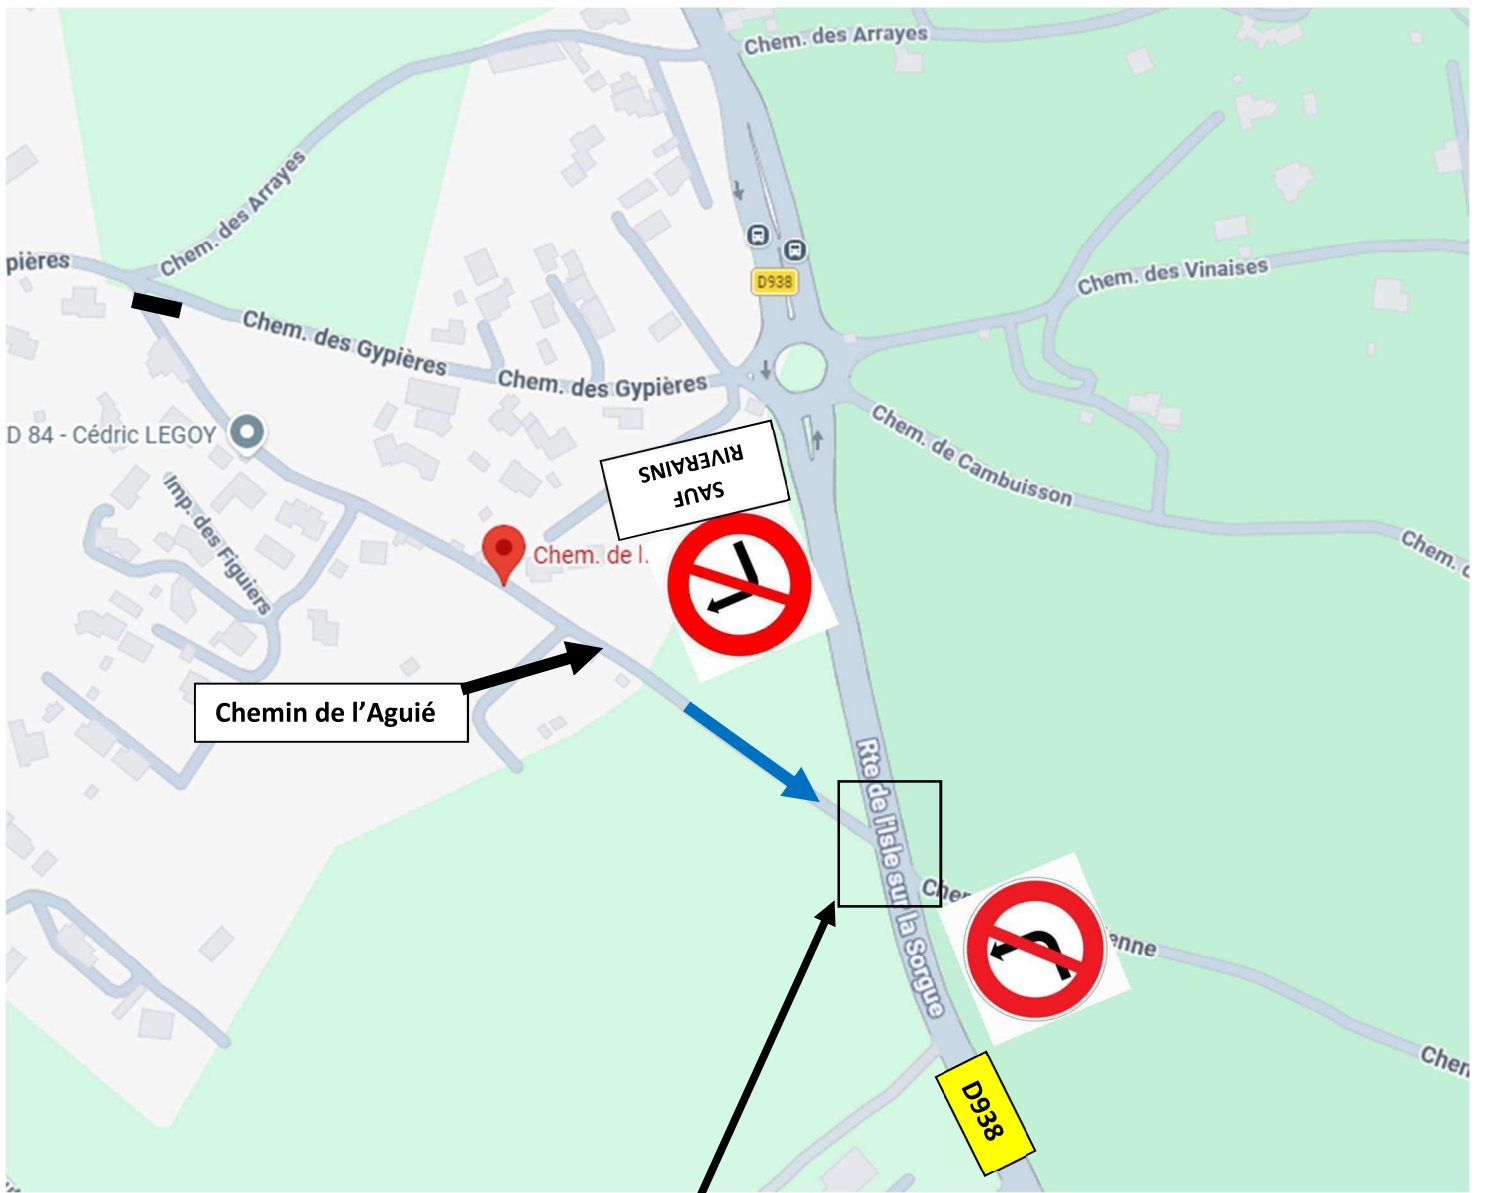 Chem. des Arrayes
Chem. des Arrayes
pières
D938
Chem. des Vinaises
Chem. des Gypières
Chem. des Gypières
D 84 - Cédric LEGOY
Chem. de Cambuisson
SAUF
RIVERAINS
Imp. des Figuiers
Chem. de l.
Chem.
Chemin de l'Aguié
Rte de l'Isle sur la Sorgue
enne
D938